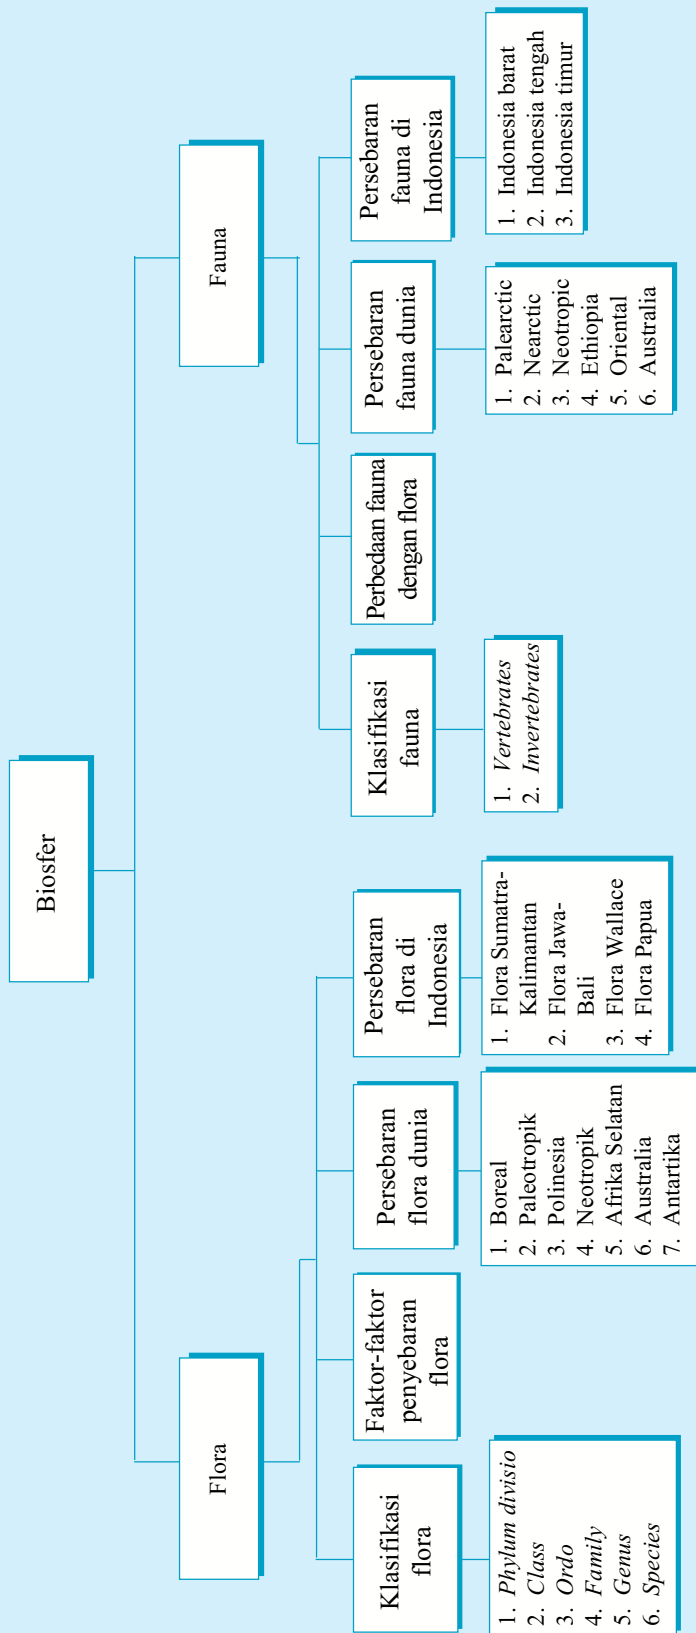 Biosfer
Flora
Fauna
Klasifikasi
flora
Faktor-faktor
penyebaran
flora
Persebaran
flora dunia
Persebaran
flora di
Indonesia
Klasifikasi
fauna
Perbedaan fauna
dengan flora
Persebaran
fauna dunia
Persebaran
fauna di
Indonesia
1. Phylum divisio
2. Class
3. Ordo
4. Family
5. Genus
6. Species
1. Boreal
2. Paleotropik
3. Polinesia
4. Neotropik
5. Afrika Selatan
6. Australia
7. Antartika
1. Flora Sumatra-
Kalimantan
2. Flora Jawa-
Bali
3. Flora Wallace
4. Flora Papua
1. Vertebrates
2. Invertebrates
1. Palearctic
2. Nearctic
3. Neotropic
4. Ethiopia
5. Oriental
6. Australia
1. Indonesia barat
2. Indonesia tengah
3. Indonesia timur